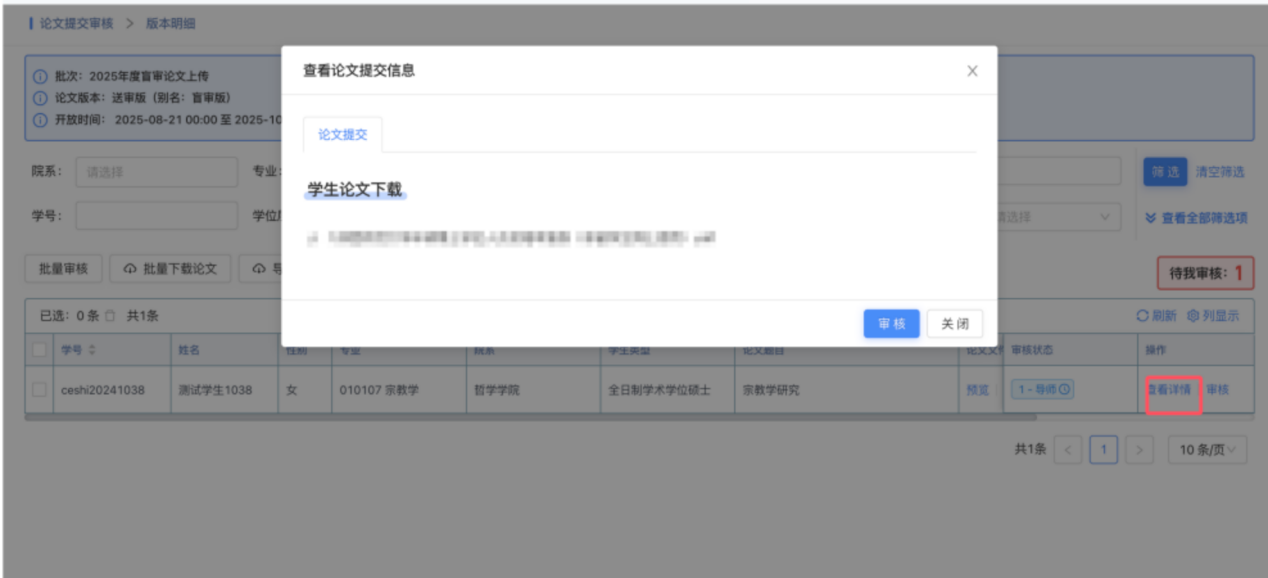 论文提交审核 > 版本明细
批次：2025年度盲审论文上传
论文版本：送审版（别名：盲审版）
开放时间： 2025-08-21 00:00 至 2025-10
查看论文提交信息
论文提交
学生论文下载
审 核 关 闭
院系： 请选择 专业： 筛 选 清空筛选
学号： 学位 请选择 查看全部筛选项
批量审核 批量下载论文 待我审核：1
已选：0 条 共1条 刷新 列显示
学号 姓名 性别 专业 院系 学生类型 论文题目 论文文 审核状态 操作
ceshi20241038 测试学生1038 女 010107 宗教学 哲学学院 全日制学术学位硕士 宗教学研究 预览 1 - 导师 查看详情 审核
共1条 < 1 > 10 条/页